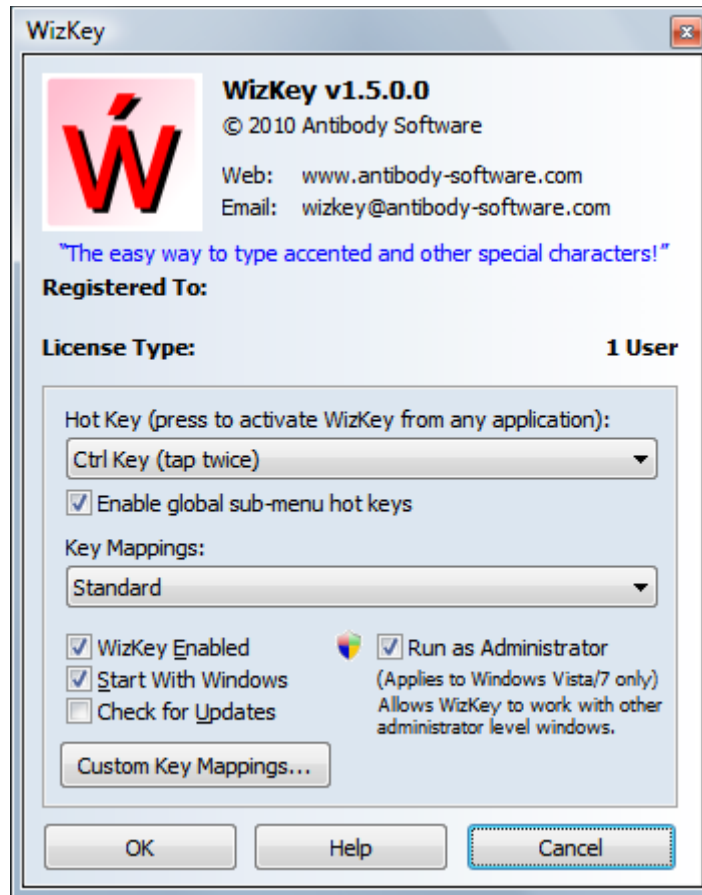 WizKey
Ẃ
WizKey v1.5.0.0
© 2010 Antibody Software
Web: www.antibody-software.com
Email: wizkey@antibody-software.com
"The easy way to type accented and other special characters!"
Registered To:
License Type: 1 User
Hot Key (press to activate WizKey from any application):
Ctrl Key (tap twice)
Enable global sub-menu hot keys
Key Mappings:
Standard
WizKey Enabled
Start With Windows
Check for Updates
Run as Administrator
(Applies to Windows Vista/7 only)
Allows WizKey to work with other
administrator level windows.
Custom Key Mappings...
OK Help Cancel